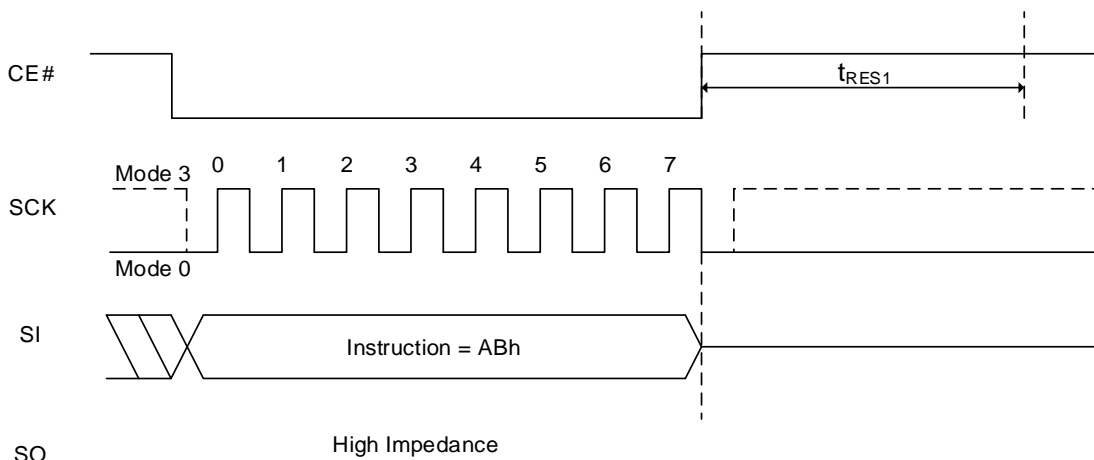 CE#
tRES1
Mode 3
0 1 2 3 4 5 6 7
SCK
Mode 0
SI
Instruction = ABh
High Impedance
SO